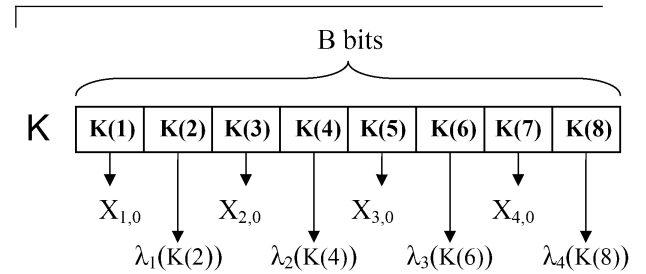 B bits
K K(1) K(2) K(3) K(4) K(5) K(6) K(7) K(8)
X1,0 X2,0 X3,0 X4,0
λ1(K(2)) λ2(K(4)) λ3(K(6)) λ4(K(8))